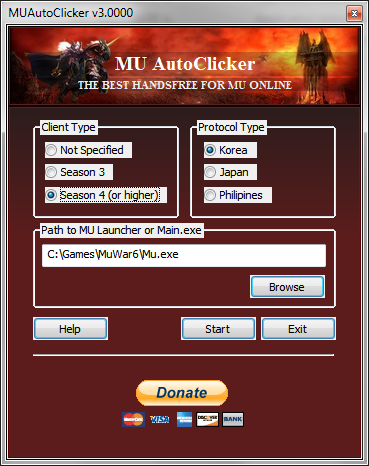 MUAutoClicker v3.0000
MU AutoClicker
THE BEST HANDSFREE FOR MU ONLINE
Client Type
Not Specified
Season 3
Season 4 (or higher)
Protocol Type
Korea
Japan
Philipines
Path to MU Launcher or Main.exe
C:\Games\MuWar6\Mu.exe
Browse
Help
Start
Exit
Donate
MasterCard VISA DISCOVER BANK